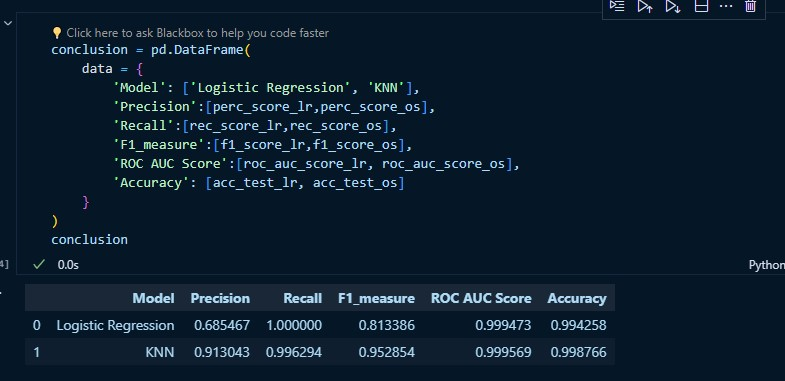 Click here to ask Blackbox to help you code faster
conclusion = pd.DataFrame(
    data = {
        'Model': ['Logistic Regression', 'KNN'],
        'Precision':[perc_score_lr,perc_score_os],
        'Recall':[rec_score_lr,rec_score_os],
        'F1_measure':[f1_score_lr,f1_score_os],
        'ROC AUC Score':[roc_auc_score_lr, roc_auc_score_os],
        'Accuracy': [acc_test_lr, acc_test_os]
    }
)
conclusion
4] 0.0s Python
Model Precision Recall F1_measure ROC AUC Score Accuracy
0 Logistic Regression 0.685467 1.000000 0.813386 0.999473 0.994258
1 KNN 0.913043 0.996294 0.952854 0.999569 0.998766